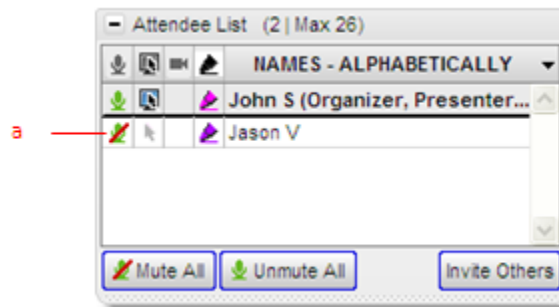 Attendee List (2 | Max 26)
NAMES - ALPHABETICALLY
John S (Organizer, Presenter...
a
Jason V
Mute All Unmute All Invite Others